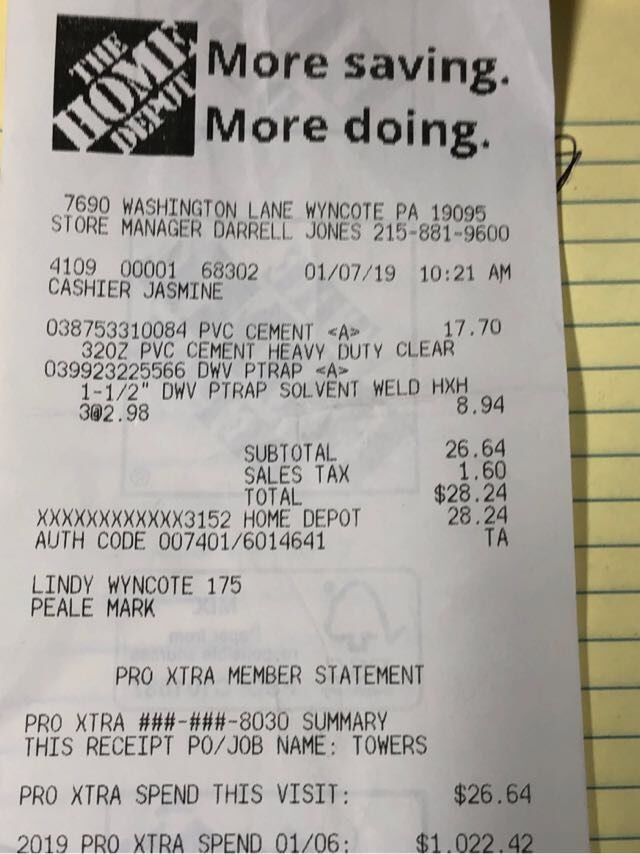 THE
HOME
DEPOT
More saving.
More doing.
7690 WASHINGTON LANE WYNCOTE PA 19095
STORE MANAGER DARRELL JONES 215-881-9600
4109 00001 68302 01/07/19 10:21 AM
CASHIER JASMINE
038753310084 PVC CEMENT <A> 17.70
32OZ PVC CEMENT HEAVY DUTY CLEAR
039923225566 DWV PTRAP <A>
1-1/2" DWV PTRAP SOLVENT WELD HXH
3@2.98 8.94
SUBTOTAL 26.64
SALES TAX 1.60
TOTAL $28.24
XXXXXXXXXXXX3152 HOME DEPOT 28.24
AUTH CODE 007401/6014641 TA
LINDY WYNCOTE 175
PEALE MARK
PRO XTRA MEMBER STATEMENT
PRO XTRA ###-###-8030 SUMMARY
THIS RECEIPT PO/JOB NAME: TOWERS
PRO XTRA SPEND THIS VISIT: $26.64
2019 PRO XTRA SPEND 01/06: $1,022.42